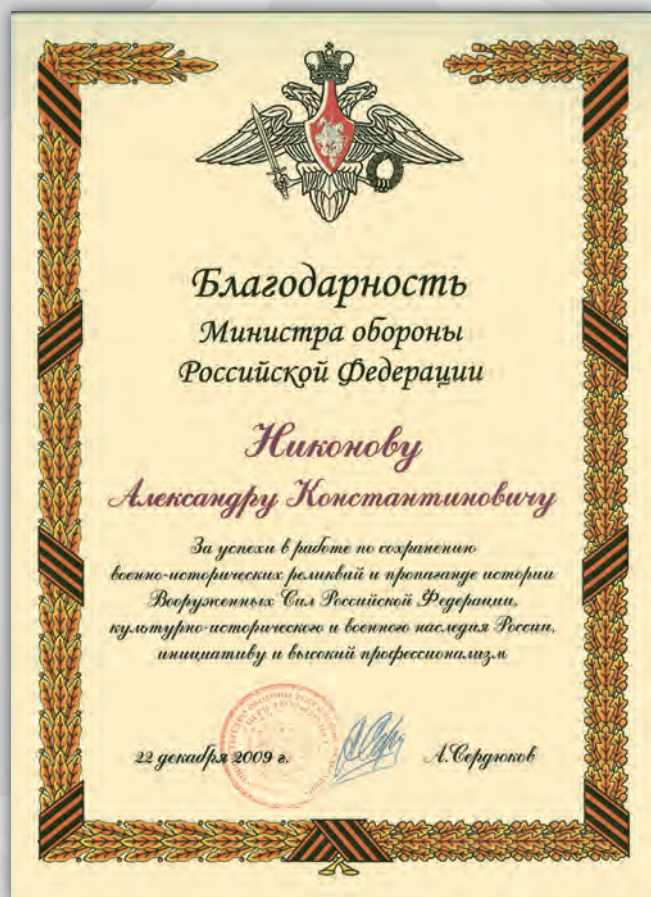 Благодарность
Министра обороны
Российской Федерации
Никонову
Александру Константиновичу
За успехи в работе по сохранению
военно-исторических реликвий и пропаганде истории
Вооруженных Сил Российской Федерации,
культурно-исторического и военного наследия России,
инициативу и высокий профессионализм
22 декабря 2009 г. А.Сердюков